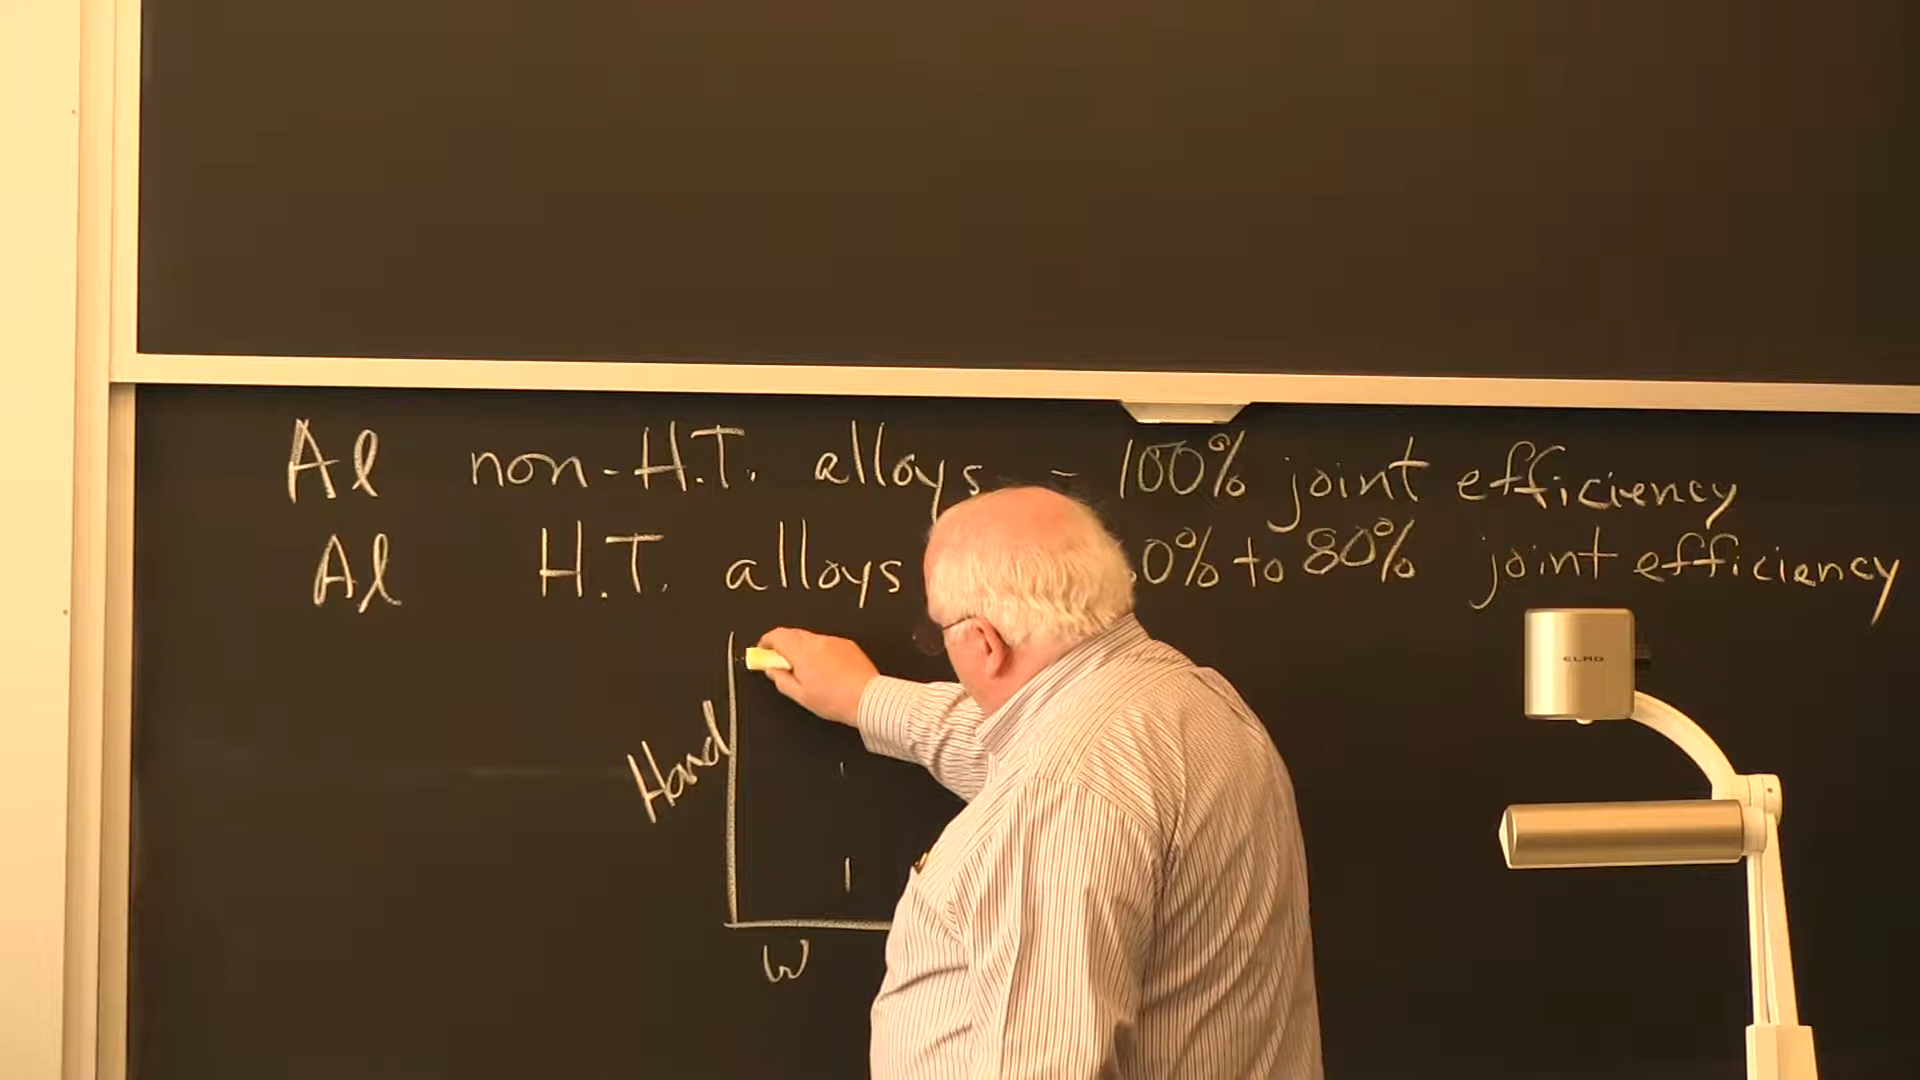 Al non-H.T. alloys - 100% joint efficiency
Al H.T. alloys 0% to 80% joint efficiency
Hard
W
ELMO